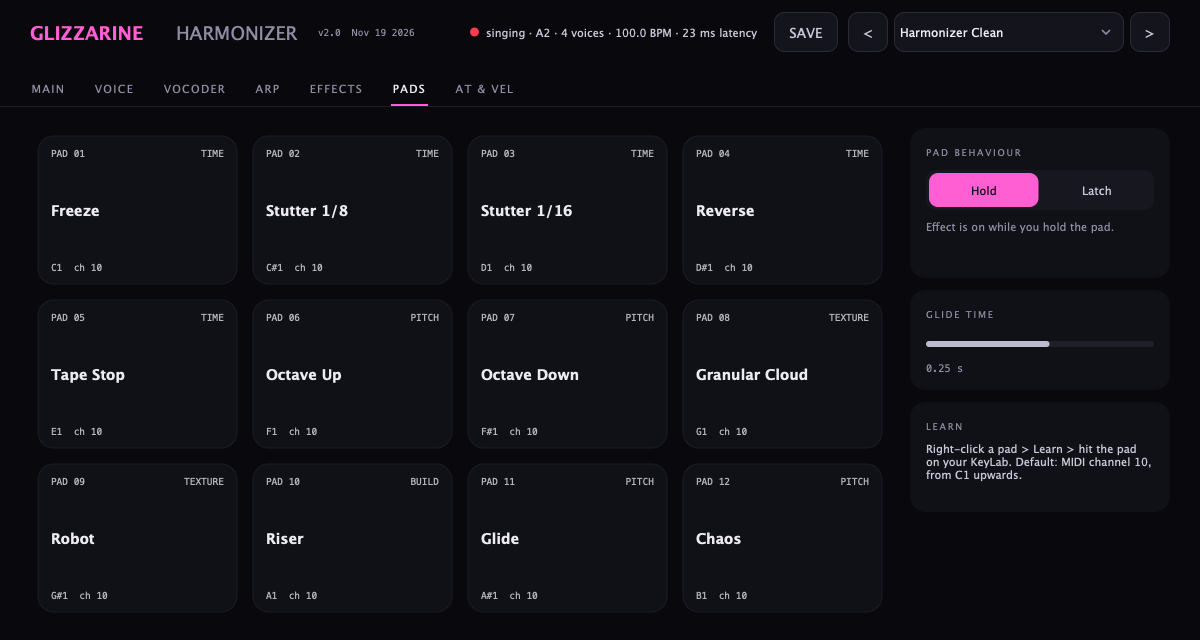 GLIZZARINE HARMONIZER v2.0 Nov 19 2026 singing · A2 · 4 voices · 100.0 BPM · 23 ms latency SAVE < Harmonizer Clean >
MAIN VOICE VOCODER ARP EFFECTS PADS AT & VEL
PAD 01 TIME
Freeze
C1 ch 10
PAD 02 TIME
Stutter 1/8
C#1 ch 10
PAD 03 TIME
Stutter 1/16
D1 ch 10
PAD 04 TIME
Reverse
D#1 ch 10
PAD 05 TIME
Tape Stop
E1 ch 10
PAD 06 PITCH
Octave Up
F1 ch 10
PAD 07 PITCH
Octave Down
F#1 ch 10
PAD 08 TEXTURE
Granular Cloud
G1 ch 10
PAD 09 TEXTURE
Robot
G#1 ch 10
PAD 10 BUILD
Riser
A1 ch 10
PAD 11 PITCH
Glide
A#1 ch 10
PAD 12 PITCH
Chaos
B1 ch 10
PAD BEHAVIOUR
Hold Latch
Effect is on while you hold the pad.
GLIDE TIME
0.25 s
LEARN
Right-click a pad > Learn > hit the pad
on your KeyLab. Default: MIDI channel 10,
from C1 upwards.